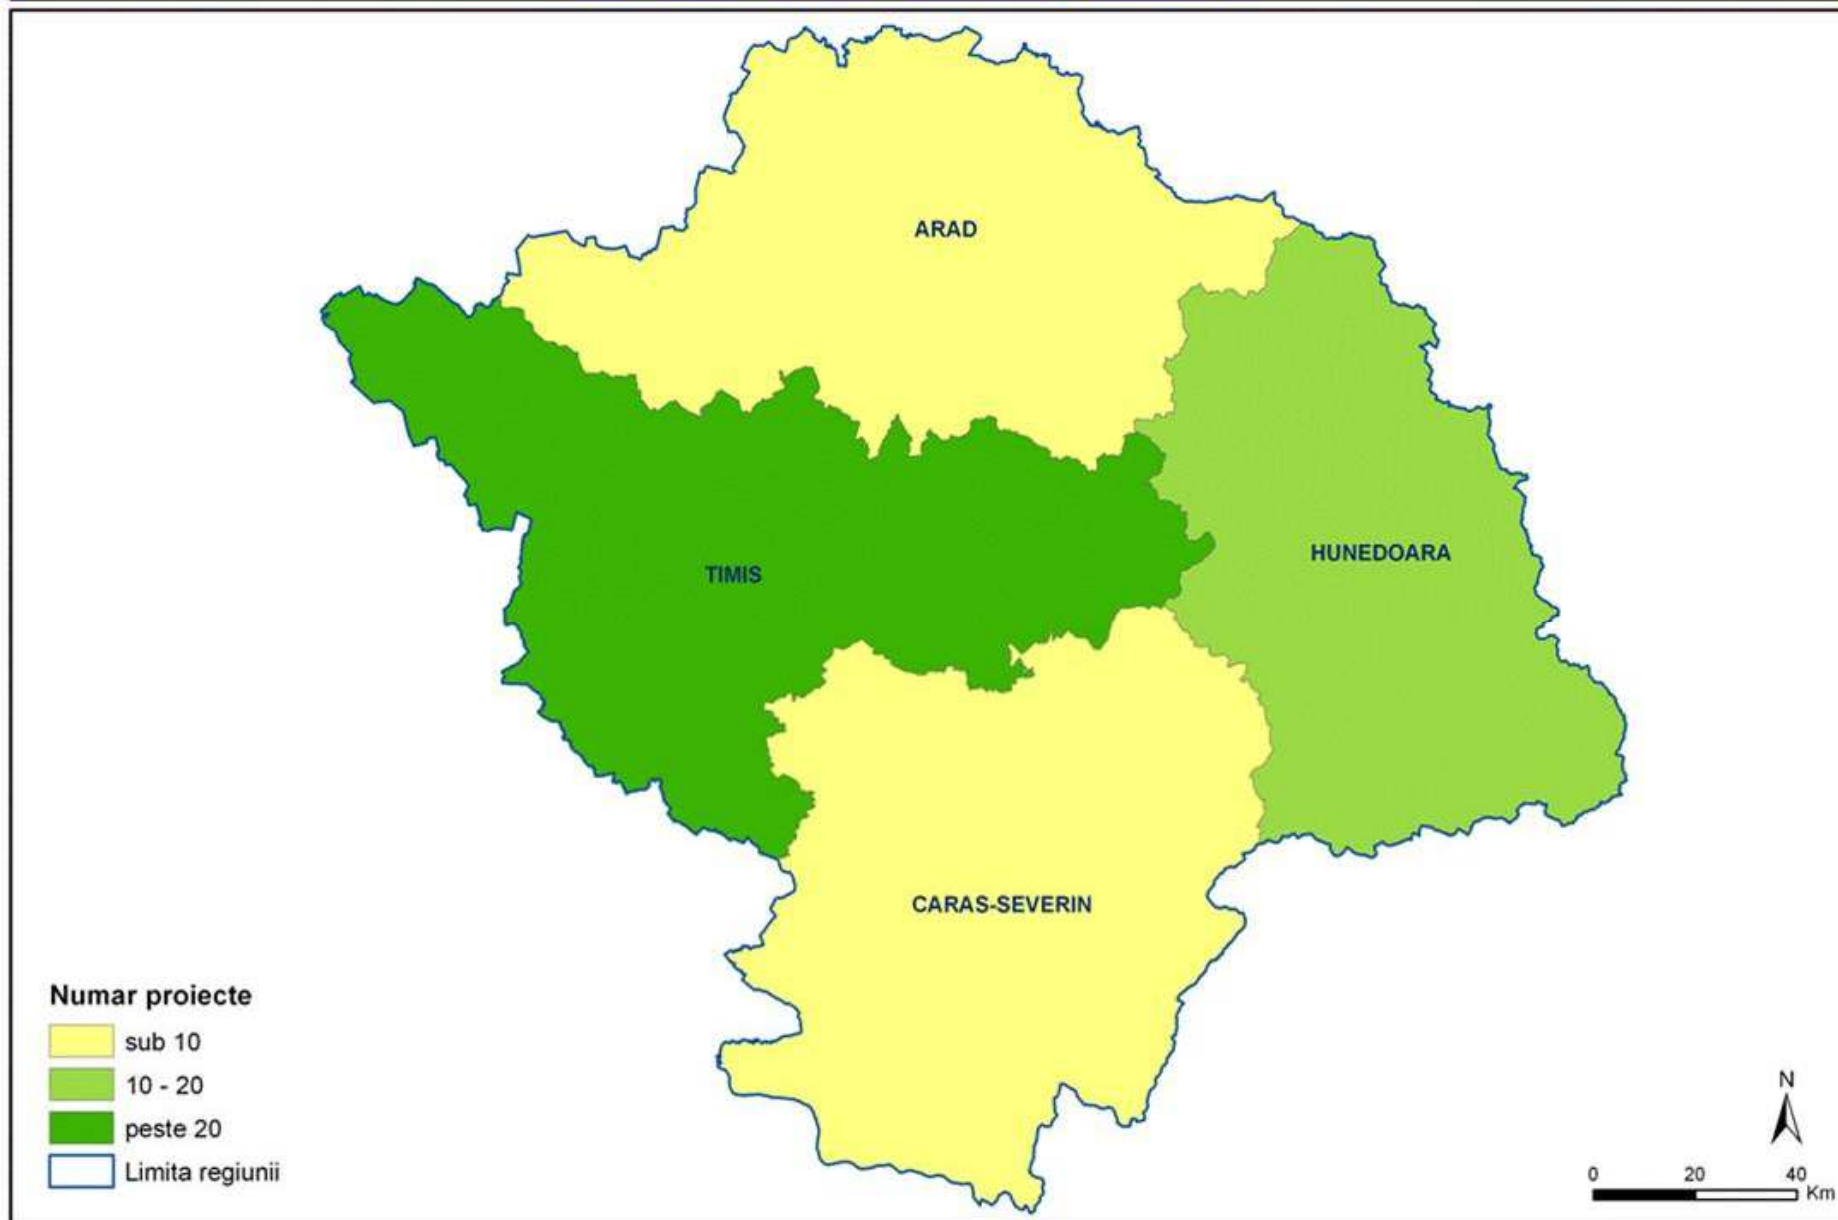 ARAD
HUNEDOARA
TIMIS
CARAS-SEVERIN
Numar proiecte
sub 10
10 - 20
peste 20
Limita regiunii
N
0 20 40
Km